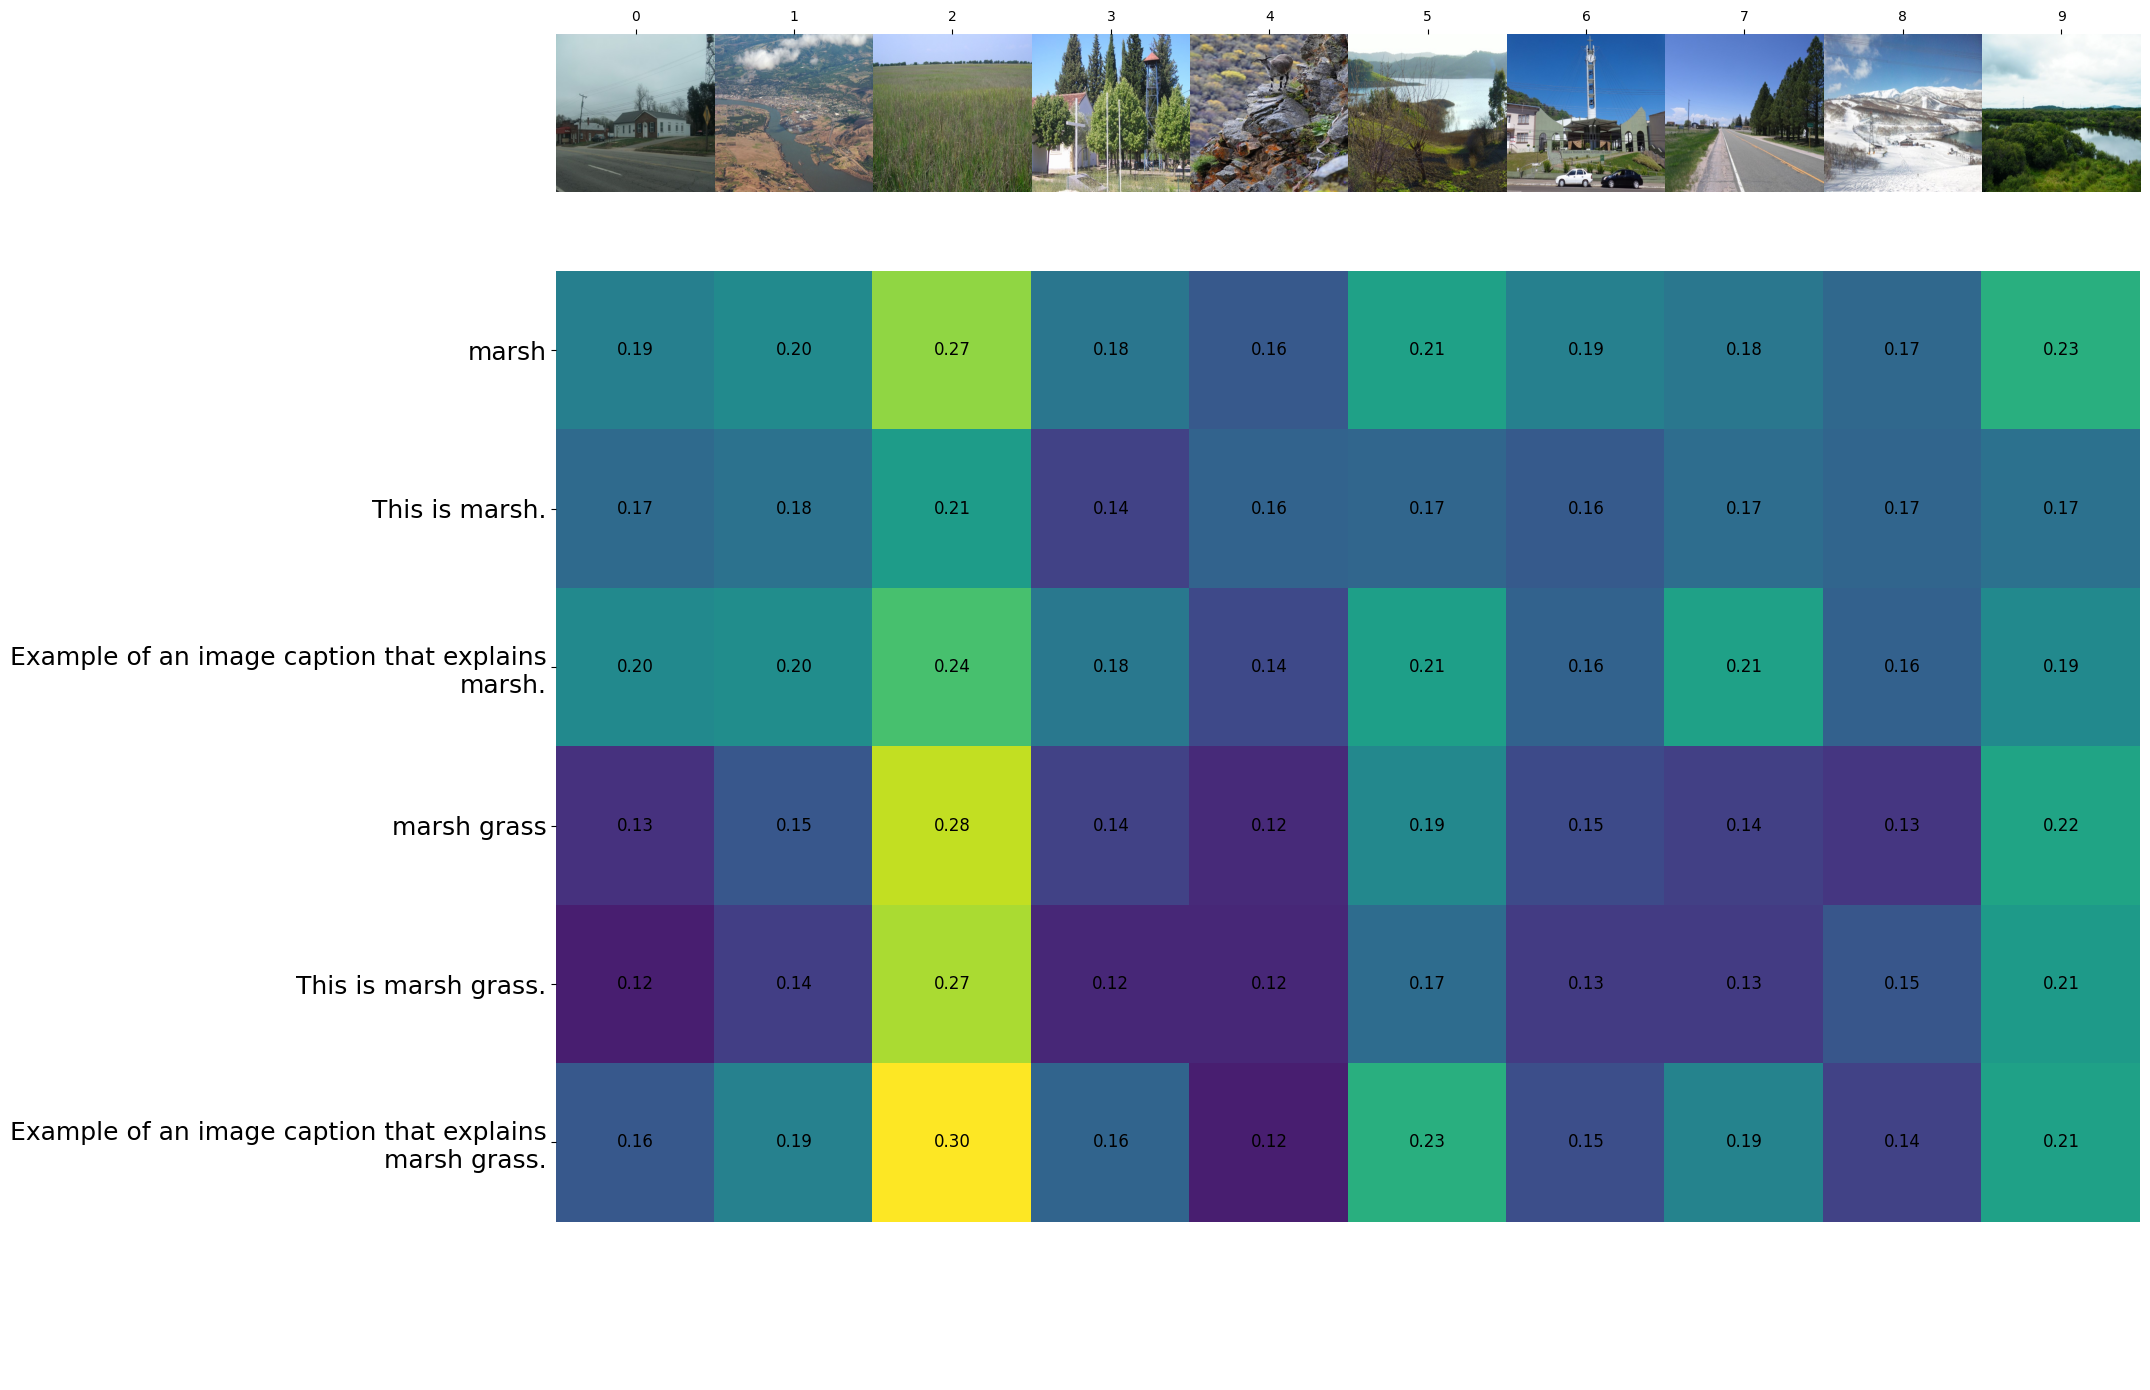 0 1 2 3 4 5 6 7 8 9
marsh 0.19 0.20 0.27 0.18 0.16 0.21 0.19 0.18 0.17 0.23
This is marsh. 0.17 0.18 0.21 0.14 0.16 0.17 0.16 0.17 0.17 0.17
Example of an image caption that explains
marsh. 0.20 0.20 0.24 0.18 0.14 0.21 0.16 0.21 0.16 0.19
marsh grass 0.13 0.15 0.28 0.14 0.12 0.19 0.15 0.14 0.13 0.22
This is marsh grass. 0.12 0.14 0.27 0.12 0.12 0.17 0.13 0.13 0.15 0.21
Example of an image caption that explains
marsh grass. 0.16 0.19 0.30 0.16 0.12 0.23 0.15 0.19 0.14 0.21